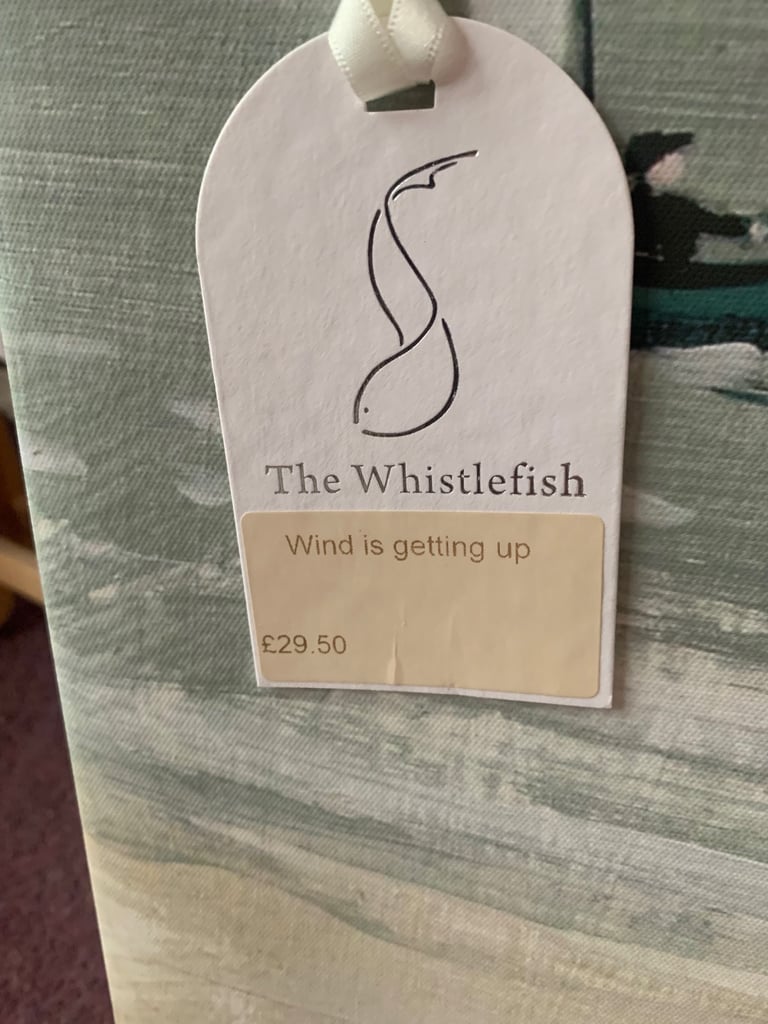 The Whistlefish
Wind is getting up
£29.50